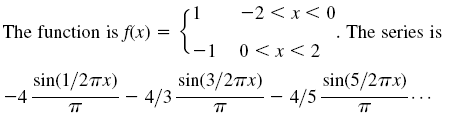 The function is f(x) = { 1 −2 < x < 0
−1 0 < x < 2 . The series is
−4 sin(1/2πx)/π − 4/3 sin(3/2πx)/π − 4/5 sin(5/2πx)/π ···